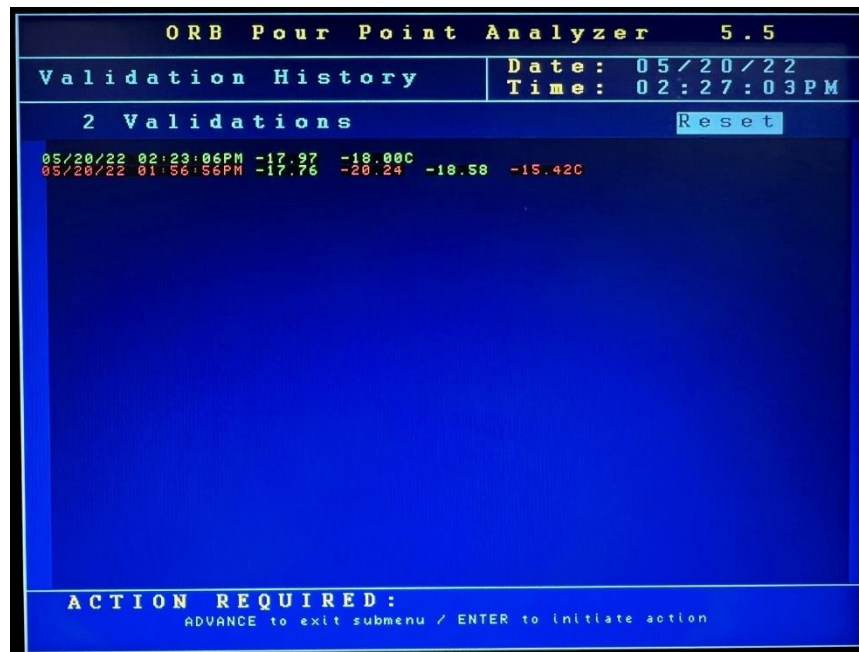 ORB Pour Point Analyzer 5.5
Validation History
Date: 05/20/22
Time: 02:27:03PM
2 Validations
Reset
05/20/22 02:23:06PM -17.97 -18.00C
05/20/22 01:56:56PM -17.76 -20.24 -18.58 -15.42C
ACTION REQUIRED:
ADVANCE to exit submenu / ENTER to initiate action